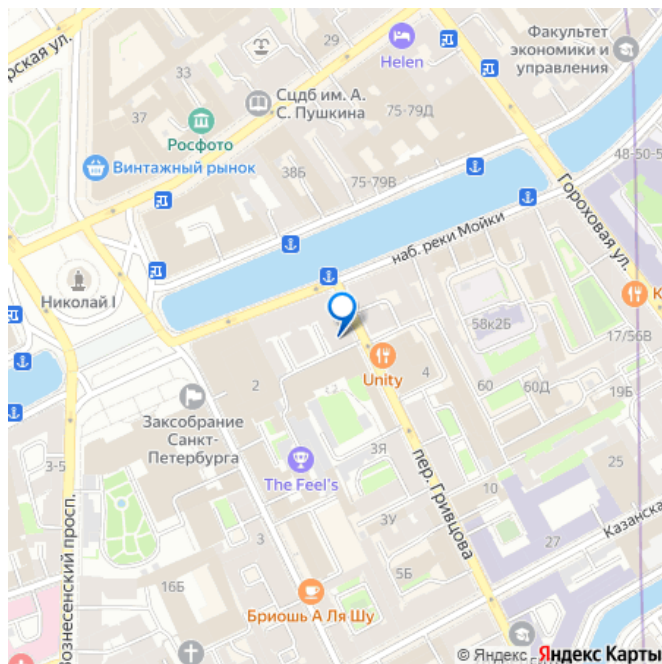 Факультет
экономики и
управления
29
Helen
рская ул.
33
Сцдб им. А.
С. Пушкина
75-79Д
37
Росфото
Винтажный рынок
38Б
75-79В
48-50-5
Гороховая ул.
наб. реки Мойки
Николай I
К
58к2Б
17/56В
Unity
2
4
60
60Д
19Б
Заксобрание
Санкт-
Петербурга
3-5
3Я
25
The Feel's
пер. Гривцова
10
Вознесенский просп.
3У
Казанска
3
27
16Б
5Б
Бриошь А Ля Шу
© Яндекс
Яндекс Карты